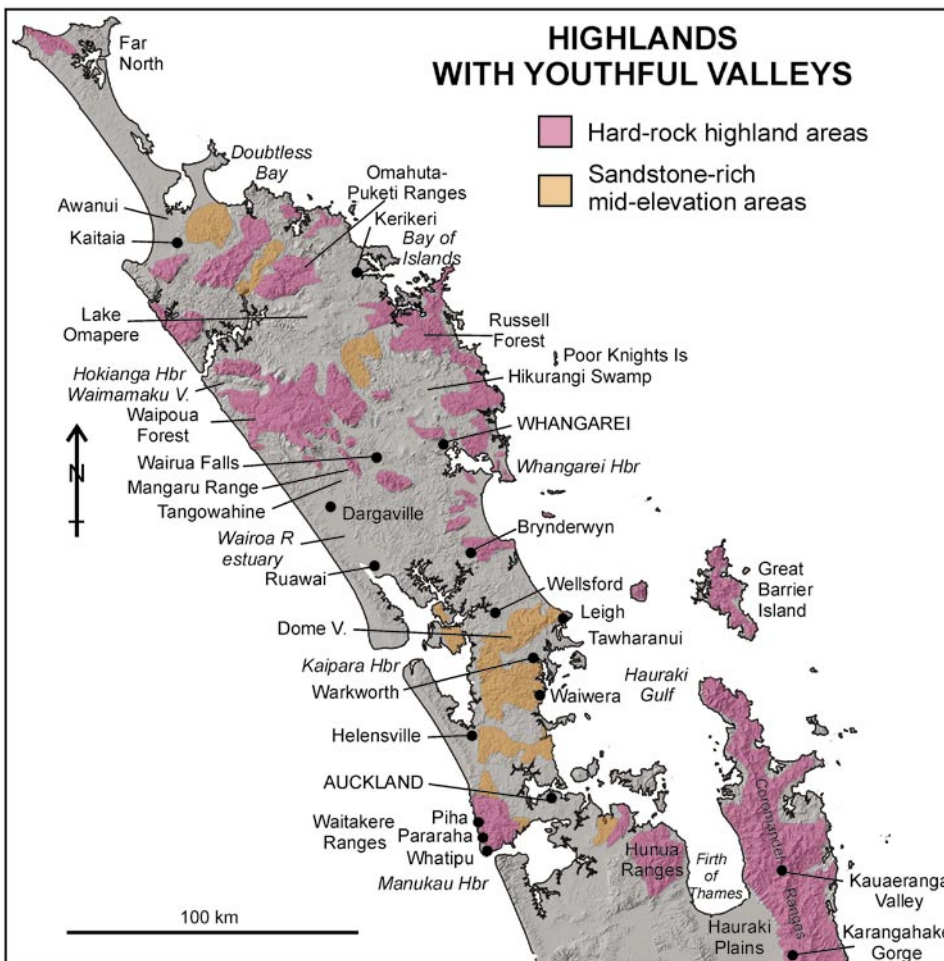 HIGHLANDS
WITH YOUTHFUL VALLEYS
Hard-rock highland areas
Sandstone-rich
mid-elevation areas
Far
North
Doubtless
Bay
Omahuta-
Puketi Ranges
Awanui
Kerikeri
Kaitaia
Bay of
Islands
Lake
Omapere
Russell
Forest
Poor Knights Is
Hokianga Hbr
Hikurangi Swamp
Waimamaku V.
Waipoua
Forest
WHANGAREI
N
Wairua Falls
Whangarei Hbr
Mangaru Range
Tangowahine
Dargaville
Wairoa R
estuary
Brynderwyn
Ruawai
Great
Barrier
Island
Wellsford
Leigh
Dome V.
Tawharanui
Kaipara Hbr
Hauraki
Gulf
Warkworth
Waiwera
Helensville
AUCKLAND
Coromandel
Ranges
Piha
Waitakere
Ranges
Pararaha
Whatipu
Hunua
Ranges
Firth
of
Thames
Manukau Hbr
Kauaeranga
Valley
100 km
Hauraki
Plains
Karangahake
Gorge